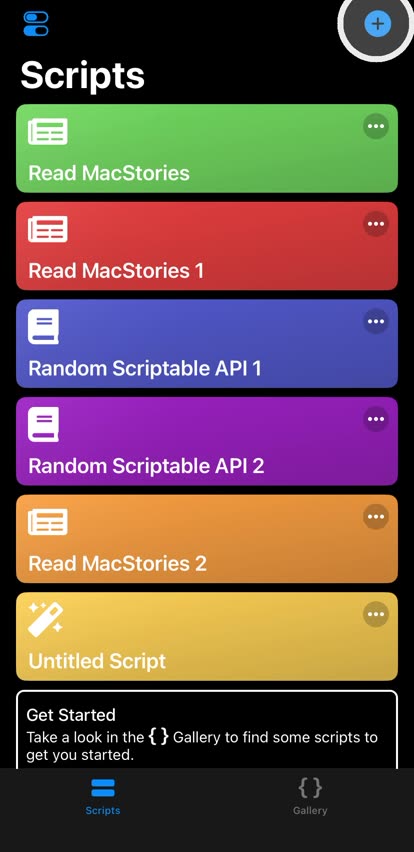 Scripts
Read MacStories
Read MacStories 1
Random Scriptable API 1
Random Scriptable API 2
Read MacStories 2
Untitled Script
Get Started
Take a look in the {} Gallery to find some scripts to
get you started.
Scripts
{}
Gallery